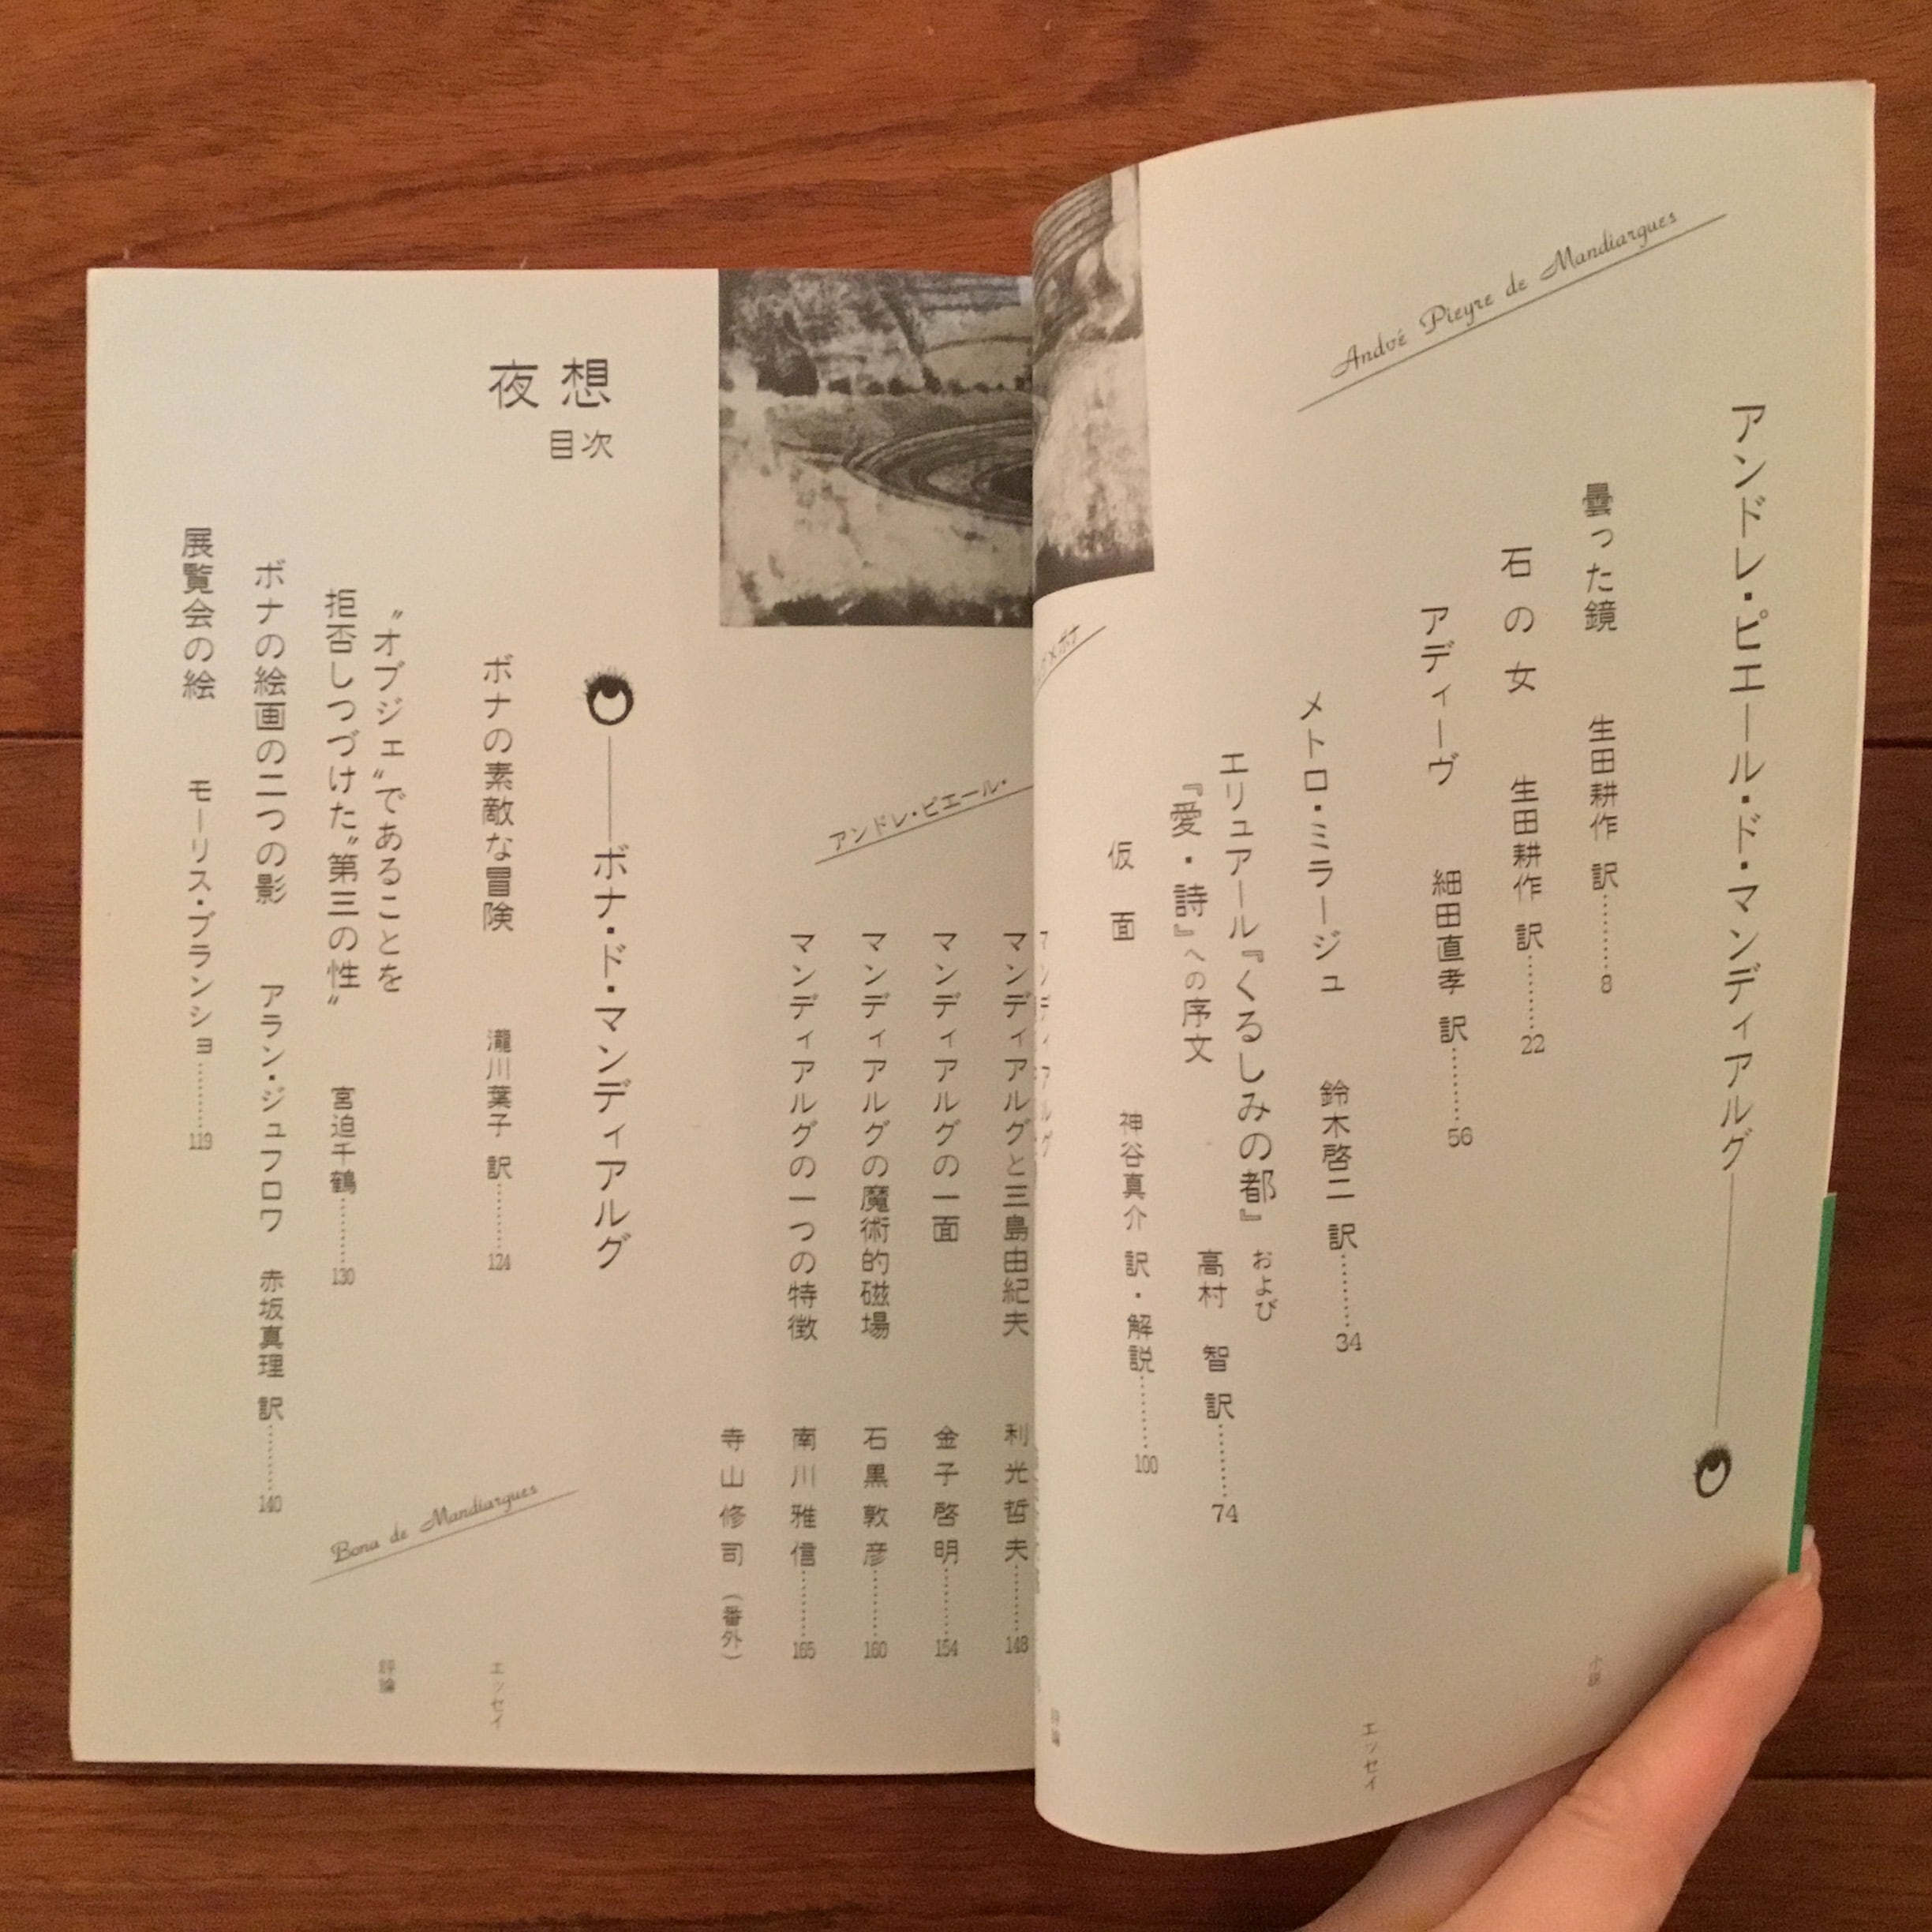 André Pieyre de Mandiargues
アンドレ・ピエール・ド・マンディアルグ
曇った鏡 生田耕作 訳………8
石の女 生田耕作 訳………22
アディーヴ 細田直孝 訳………56
メトロ・ミラージュ 鈴木啓二 訳………34
エリュアール『くるしみの都』および
『愛・詩』への序文 高村 智 訳………74
仮面 神谷真介 訳・解説………100
小説
エッセイ
評論
アンドレ・ピエール・
マンディアルグと三島由紀夫 利光哲夫………148
マンディアルグの一面 金子啓明………154
マンディアルグの魔術的磁場 石黒敦彦………160
マンディアルグの一つの特徴 南川雅信………165
寺山修司(番外)
夜想
目次
ボナ・ド・マンディアルグ
ボナの素敵な冒険 瀧川葉子 訳………124
〝オブジェ〟であることを
拒否しつづけた〝第三の性〟 宮迫千鶴………130
ボナの絵画の二つの影 アラン・ジュフロワ 赤坂真理 訳………140
展覧会の絵 モーリス・ブランショ………119
Bona de Mandiargues
エッセイ
評論